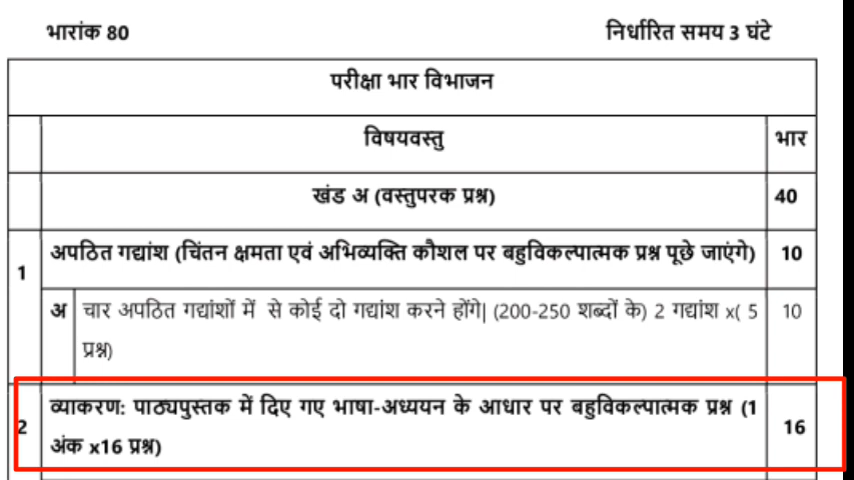 भारांक 80 निर्धारित समय 3 घंटे
परीक्षा भार विभाजन
विषयवस्तु भार
खंड अ (वस्तुपरक प्रश्न) 40
1 अपठित गद्यांश (चिंतन क्षमता एवं अभिव्यक्ति कौशल पर बहुविकल्पात्मक प्रश्न पूछे जाएंगे) 10
अ चार अपठित गद्यांशों में से कोई दो गद्यांश करने होंगे| (200-250 शब्दों के) 2 गद्यांश x( 5 10
प्रश्न)
2 व्याकरण: पाठ्यपुस्तक में दिए गए भाषा-अध्ययन के आधार पर बहुविकल्पात्मक प्रश्न (1 16
अंक x16 प्रश्न)